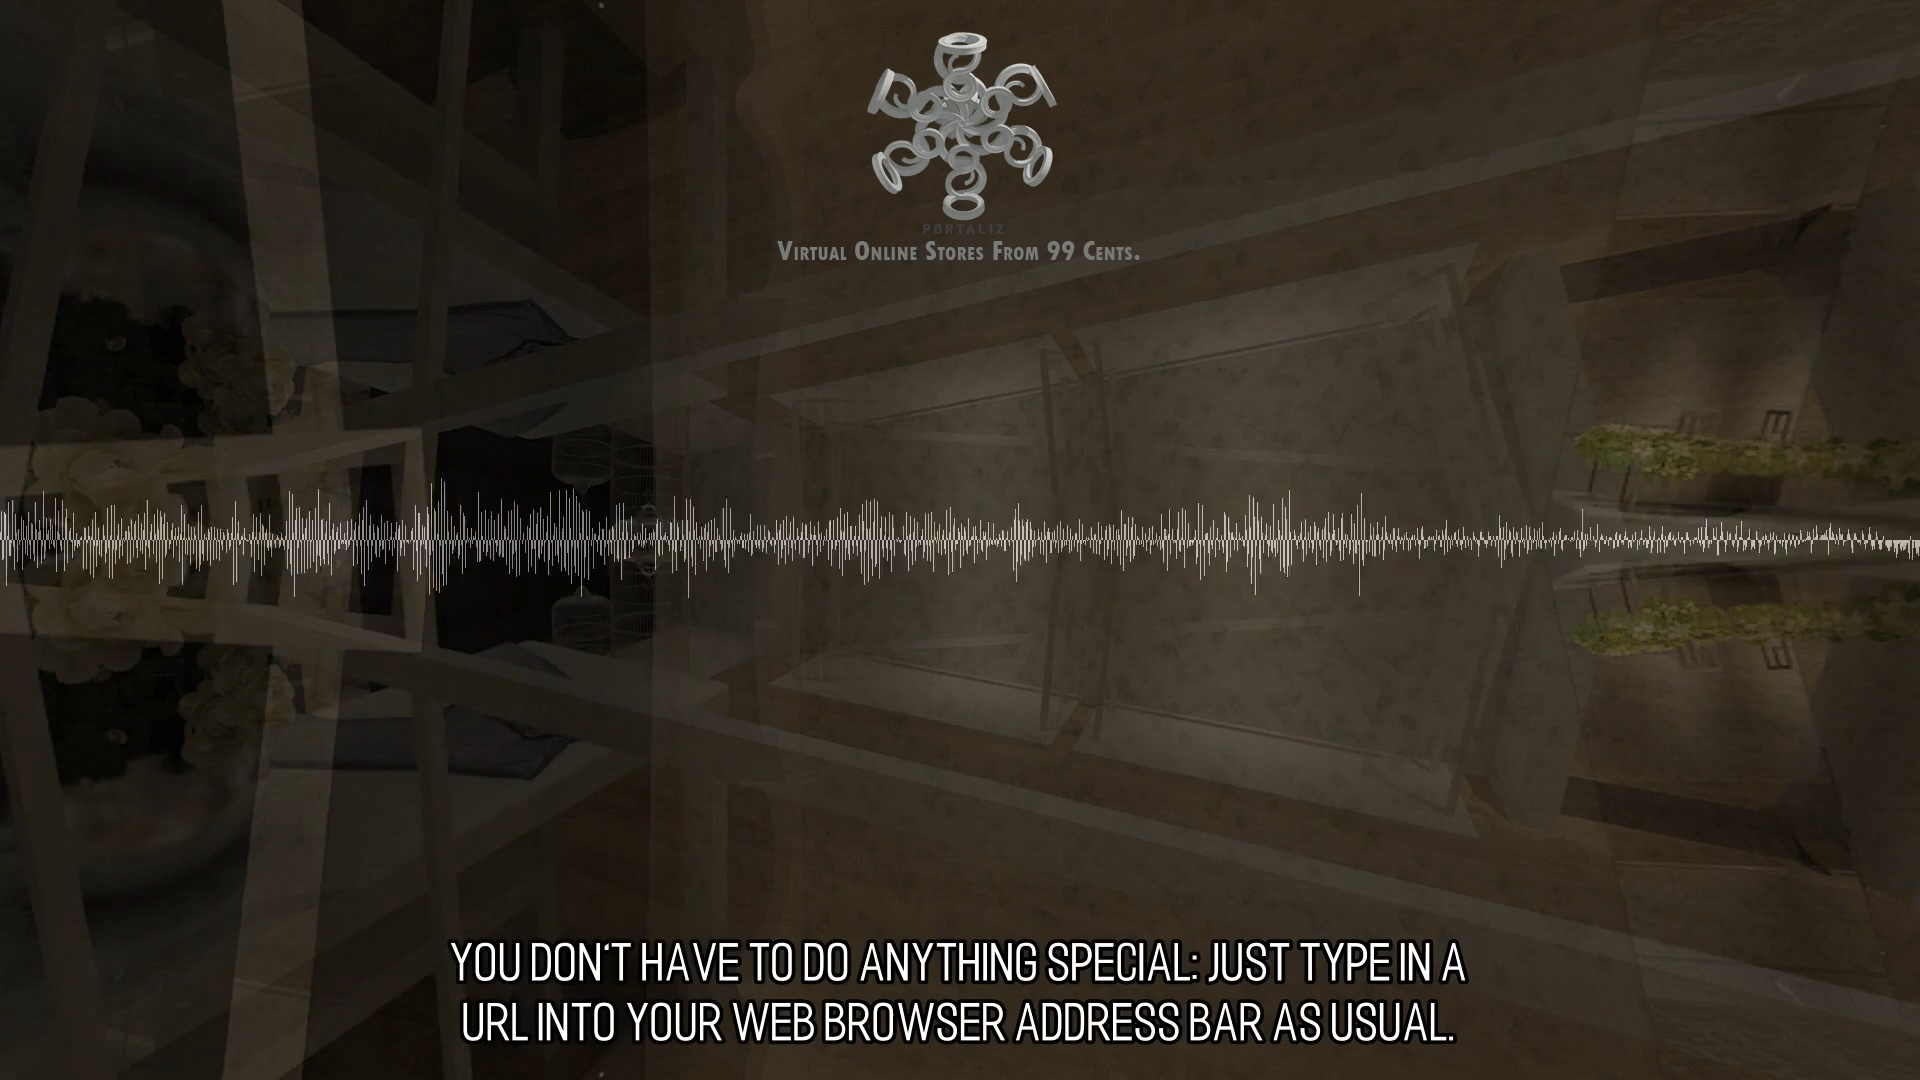 PORTALIZ
VIRTUAL ONLINE STORES FROM 99 CENTS.
YOU DON'T HAVE TO DO ANYTHING SPECIAL: JUST TYPE IN A
URL INTO YOUR WEB BROWSER ADDRESS BAR AS USUAL.